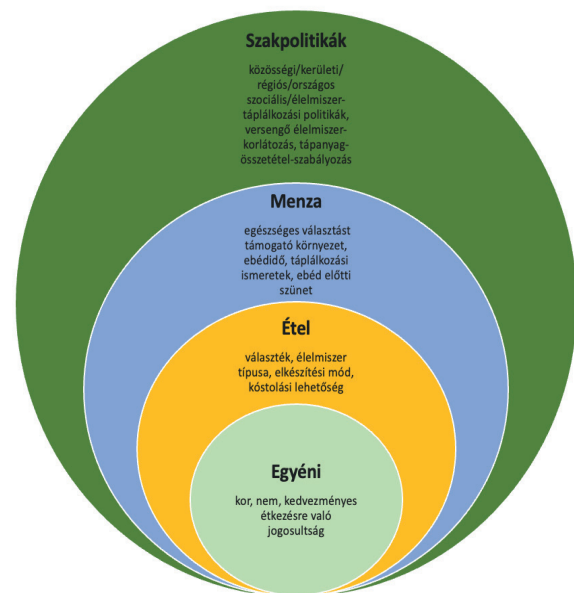 Szakpolitikák
közösségi/kerületi/
régiós/országos
szociális/élelmiszer-
táplálkozási politikák,
versengő élelmiszer-
korlátozás, tápanyag-
összetétel-szabályozás
Menza
egészséges választást
támogató környezet,
ebédidő, táplálkozási
ismeretek, ebéd előtti
szünet
Étel
választék, élelmiszer
típusa, elkészítési mód,
kóstolási lehetőség
Egyéni
kor, nem, kedvezményes
étkezésre való
jogosultság